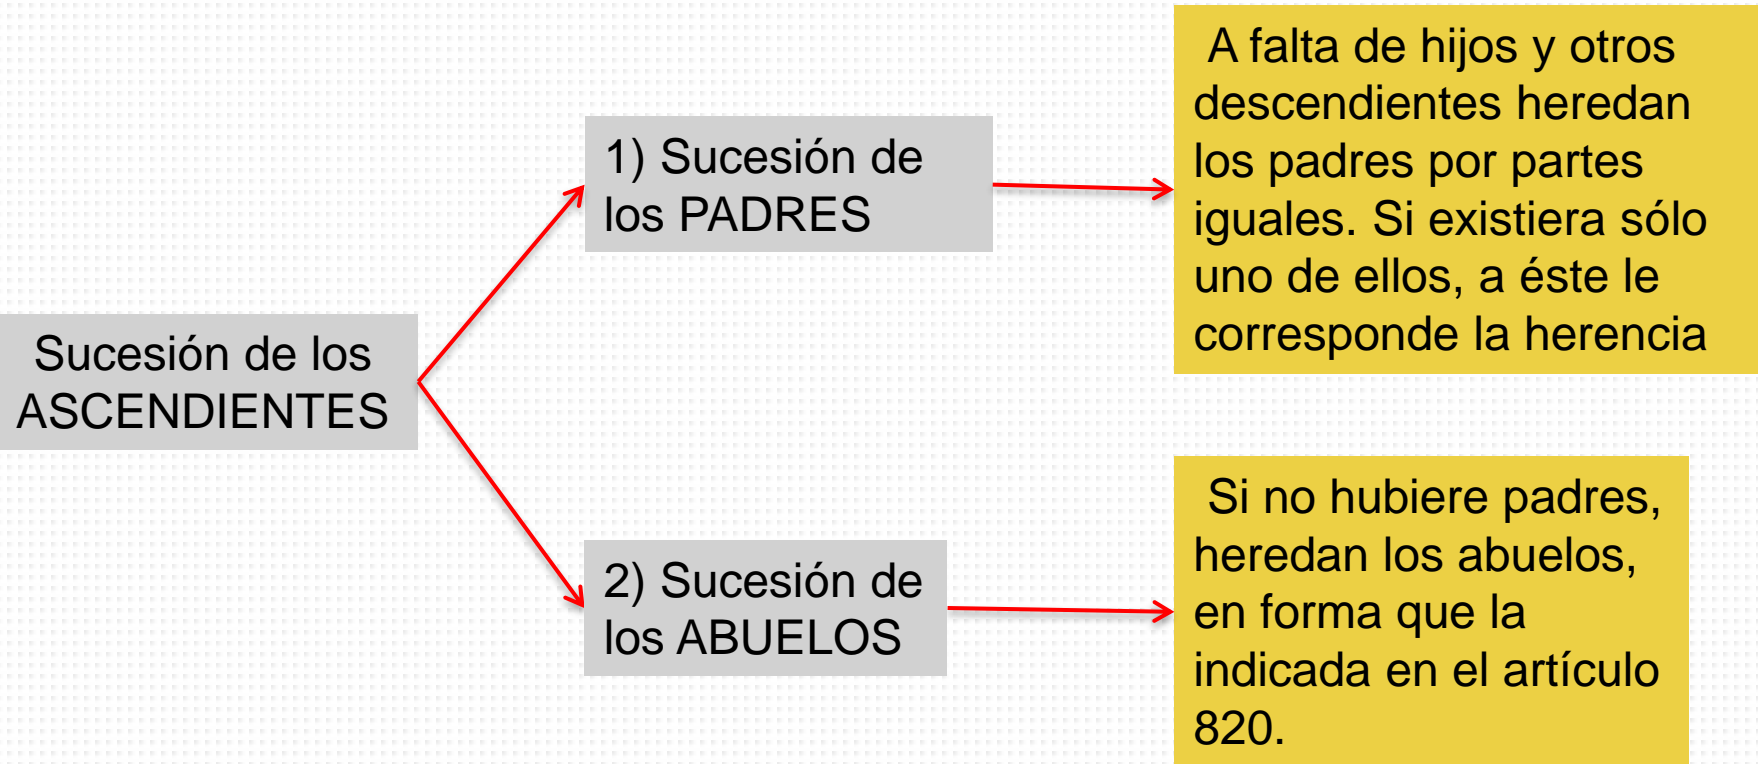 Sucesión de los
ASCENDIENTES
1) Sucesión de
los PADRES
A falta de hijos y otros
descendientes heredan
los padres por partes
iguales. Si existiera sólo
uno de ellos, a éste le
corresponde la herencia
2) Sucesión de
los ABUELOS
Si no hubiere padres,
heredan los abuelos,
en forma que la
indicada en el artículo
820.